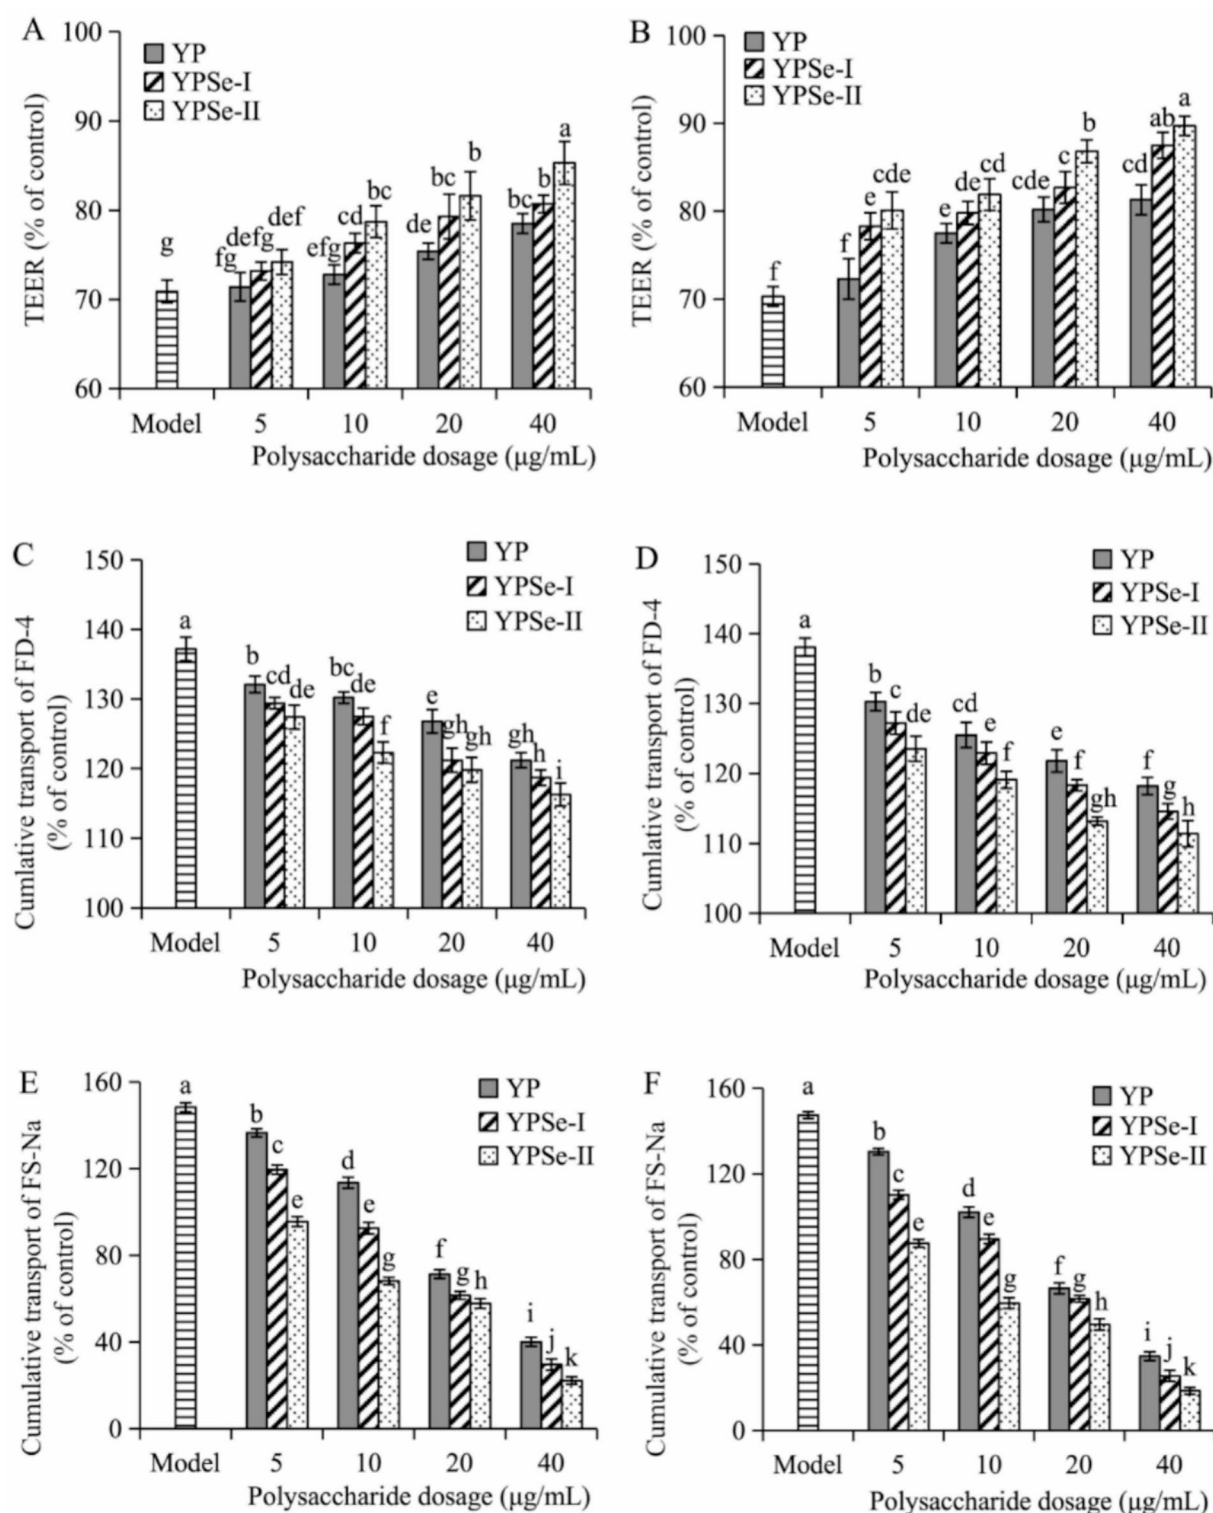 A
100
90
80
70
60
TEER (% of control)
YP
YPSe-I
YPSe-II
g
fg defg def
efg cd bc
de bc b
bc b a
Model 5 10 20 40
Polysaccharide dosage (μg/mL)
B
100
90
80
70
60
TEER (% of control)
YP
YPSe-I
YPSe-II
f
f e cde
e de cd
cde c b
cd ab a
Model 5 10 20 40
Polysaccharide dosage (μg/mL)
C
150
140
130
120
110
100
Cumlative transport of FD-4
(% of control)
YP
YPSe-I
YPSe-II
a
b cd de
bc de f
e gh gh
gh h i
Model 5 10 20 40
Polysaccharide dosage (μg/mL)
D
150
140
130
120
110
100
Cumlative transport of FD-4
(% of control)
YP
YPSe-I
YPSe-II
a
b c de
cd e f
e f gh
f g h
Model 5 10 20 40
Polysaccharide dosage (μg/mL)
E
160
120
80
40
0
Cumulative transport of FS-Na
(% of control)
YP
YPSe-I
YPSe-II
a
b c e
d e g
f g h
i j k
Model 5 10 20 40
Polysaccharide dosage (μg/mL)
F
160
120
80
40
0
Cumulative transport of FS-Na
(% of control)
YP
YPSe-I
YPSe-II
a
b c e
d e g
f g h
i j k
Model 5 10 20 40
Polysaccharide dosage (μg/mL)